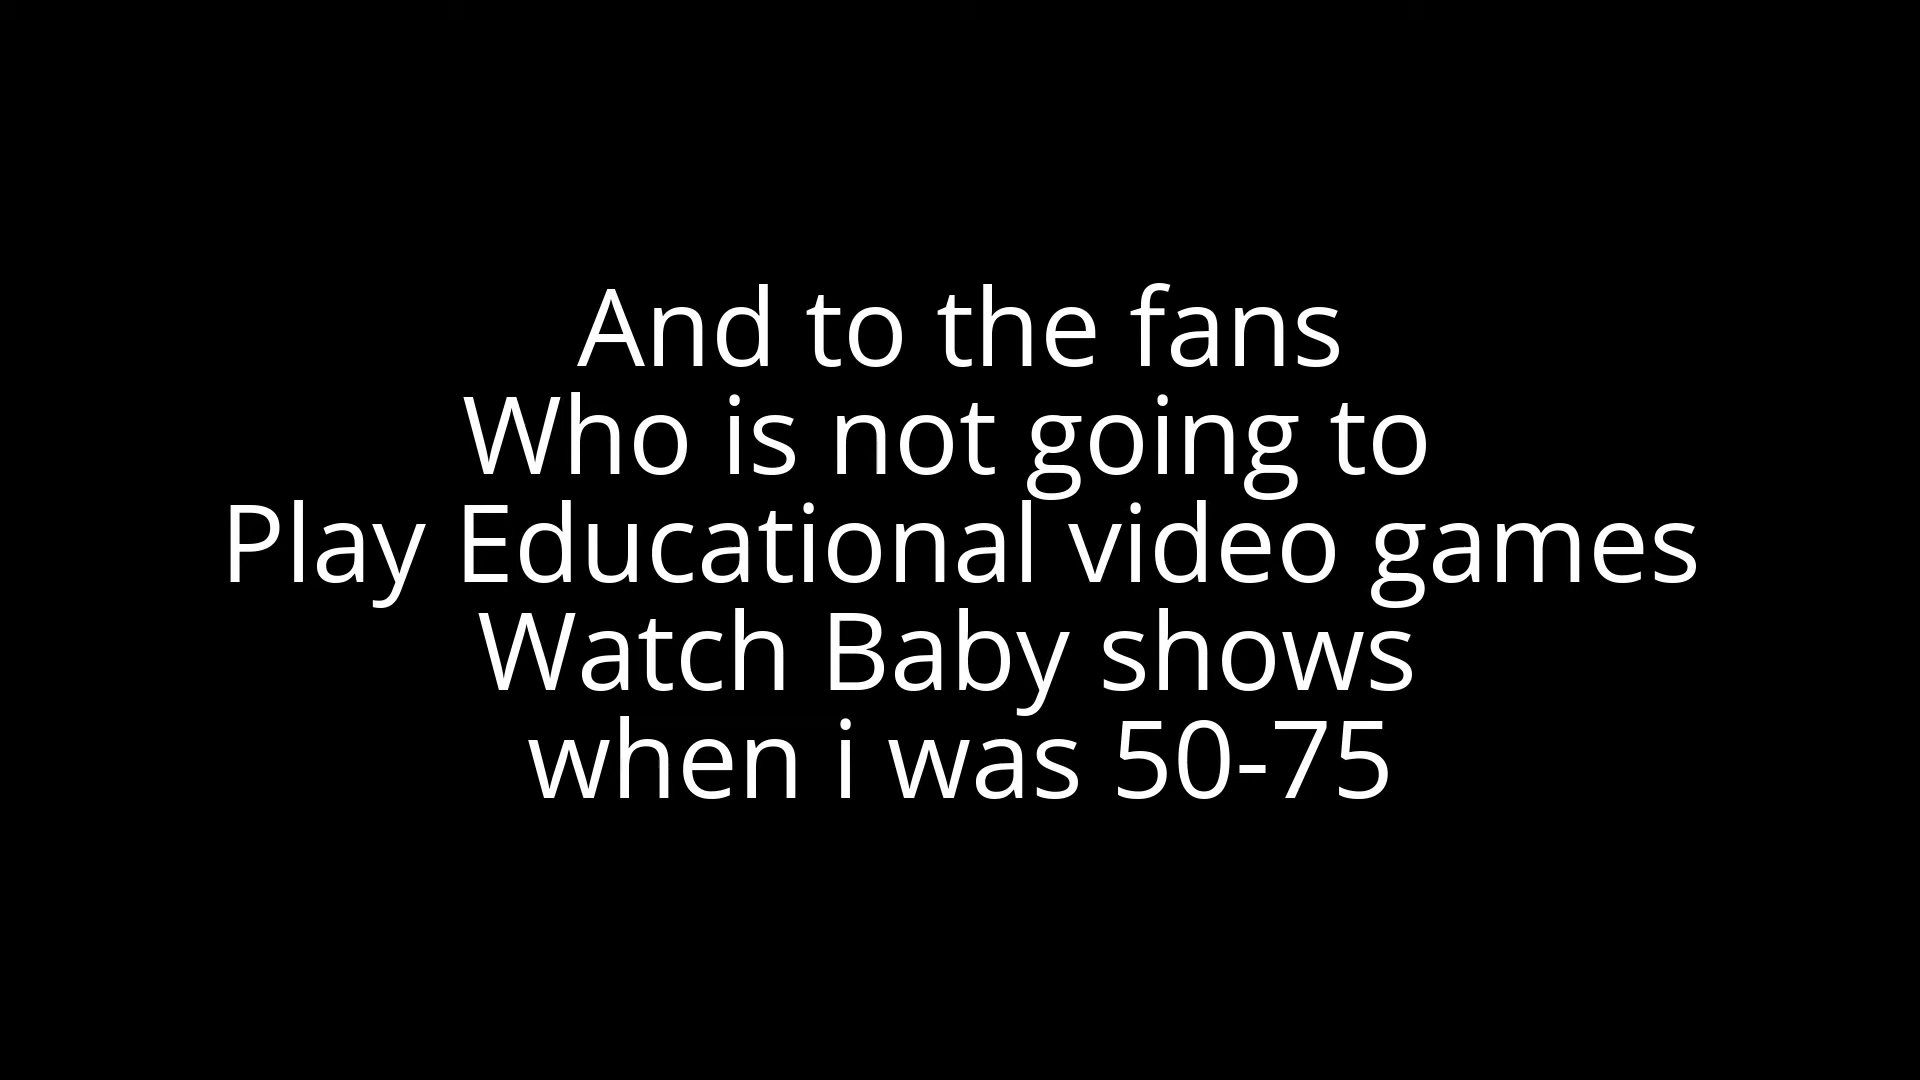 And to the fans
Who is not going to
Play Educational video games
Watch Baby shows
when i was 50-75